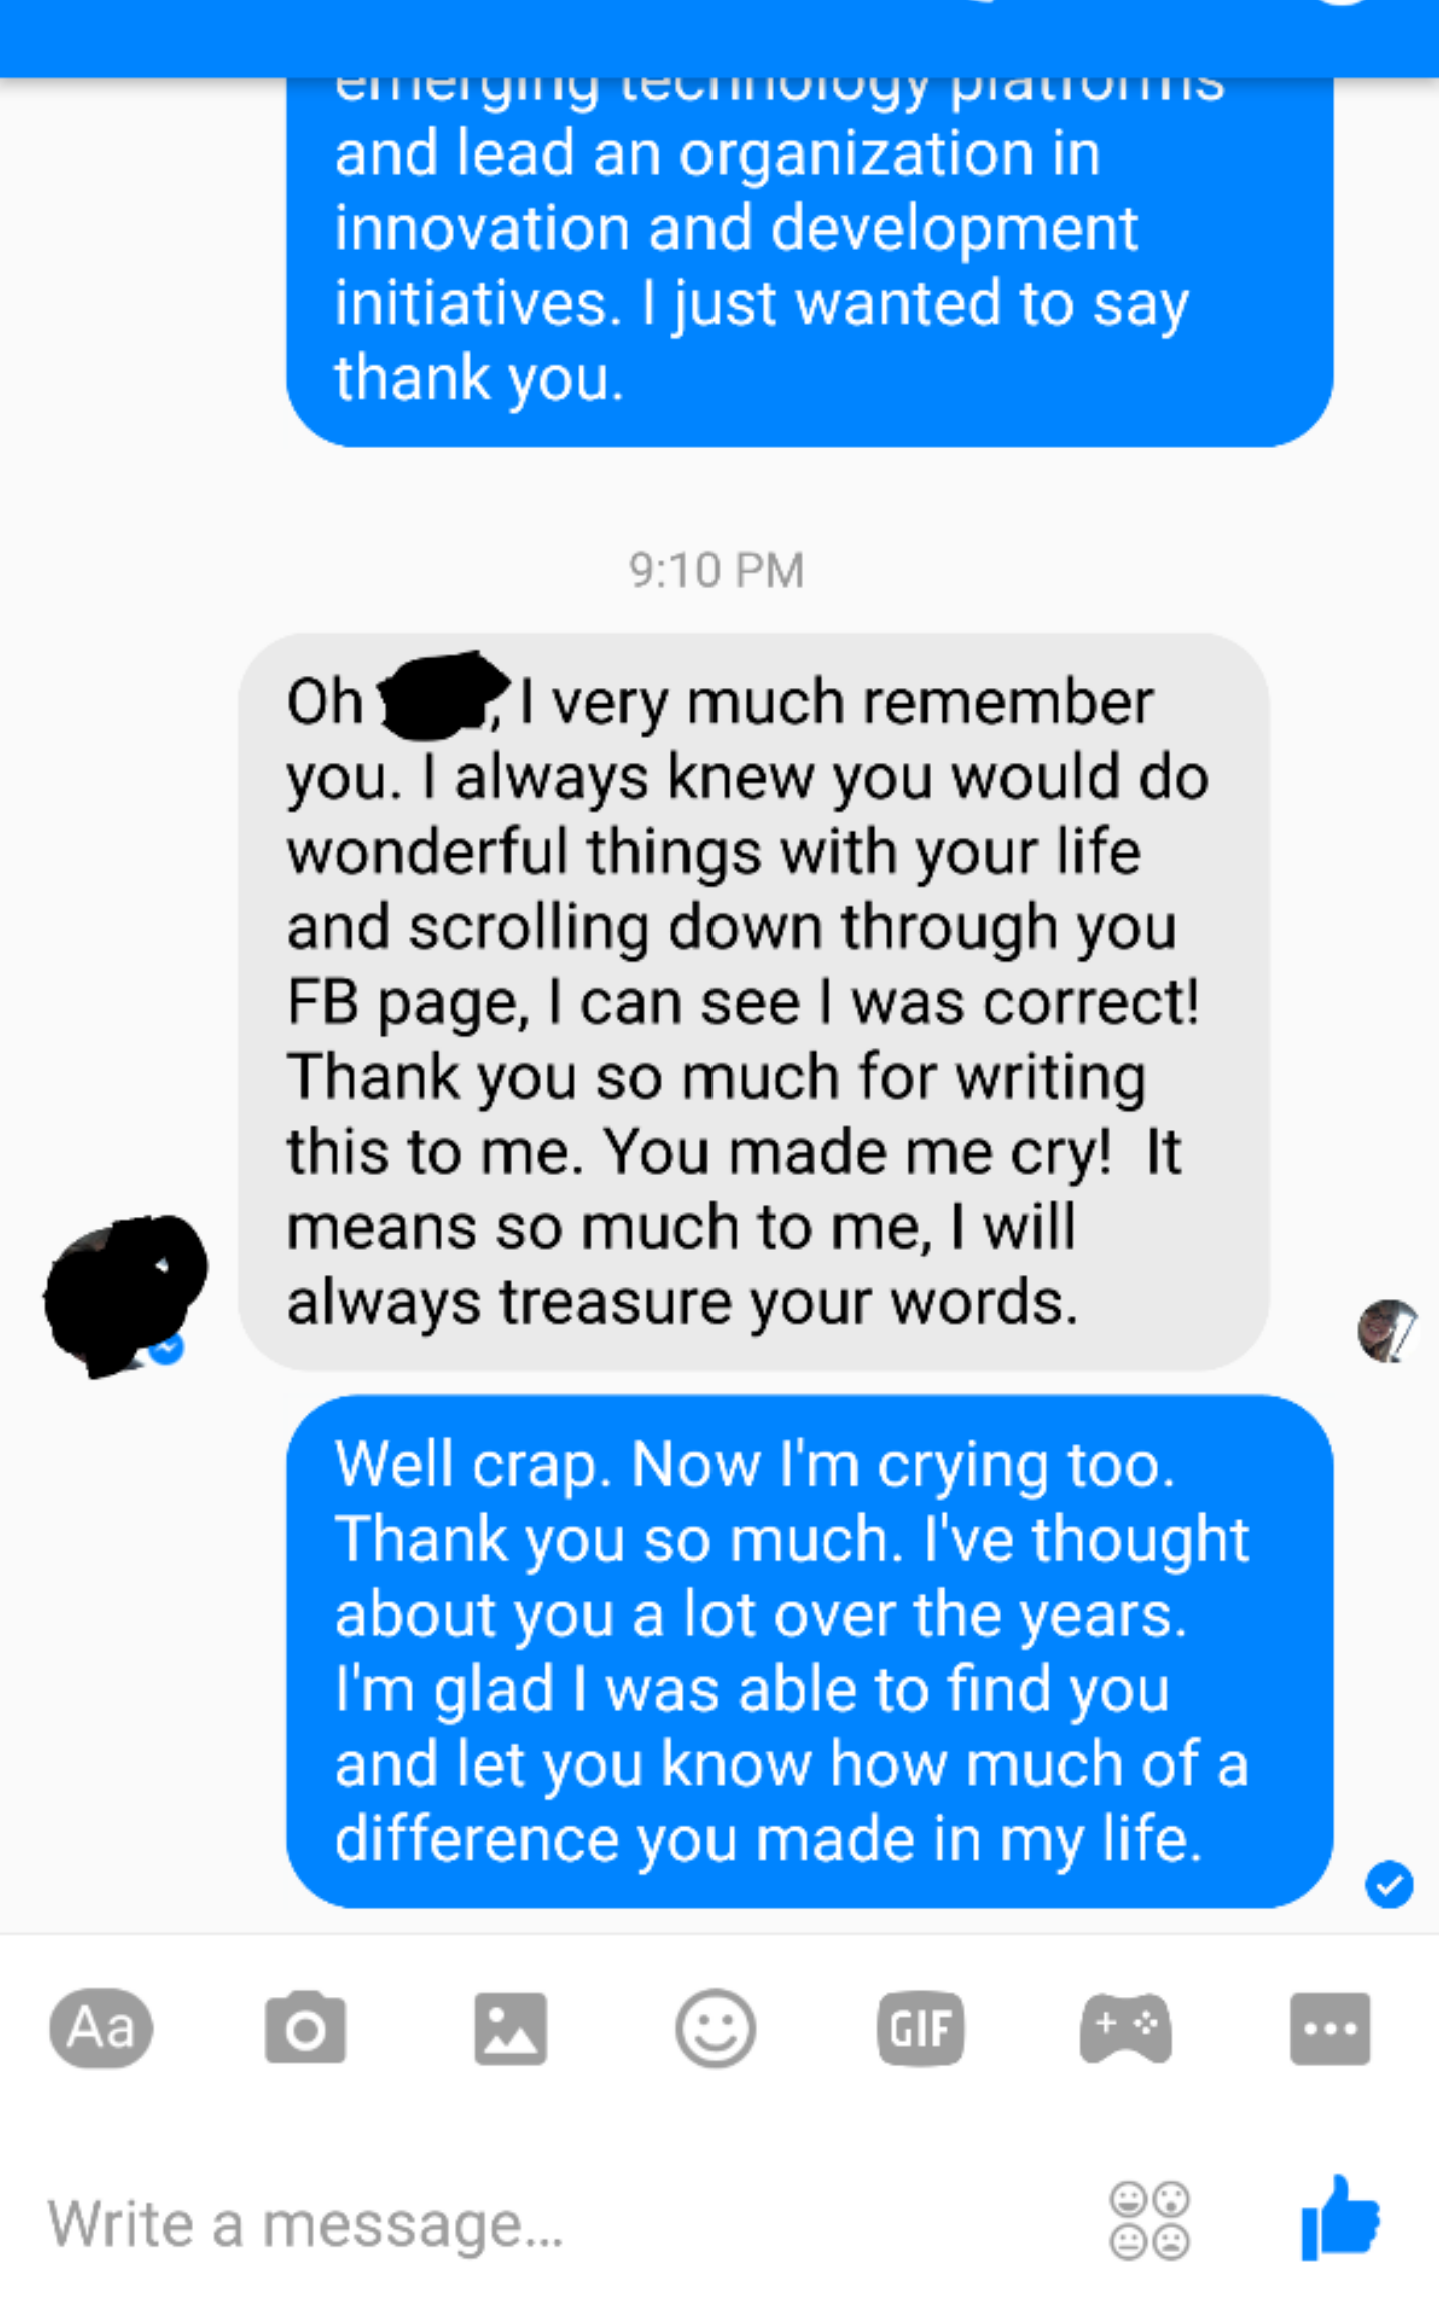 emerging technology platforms
and lead an organization in
innovation and development
initiatives. I just wanted to say
thank you.
9:10 PM
Oh , I very much remember
you. I always knew you would do
wonderful things with your life
and scrolling down through you
FB page, I can see I was correct!
Thank you so much for writing
this to me. You made me cry!  It
means so much to me, I will
always treasure your words.
Well crap. Now I'm crying too.
Thank you so much. I've thought
about you a lot over the years.
I'm glad I was able to find you
and let you know how much of a
difference you made in my life.
Aa
GIF
Write a message...